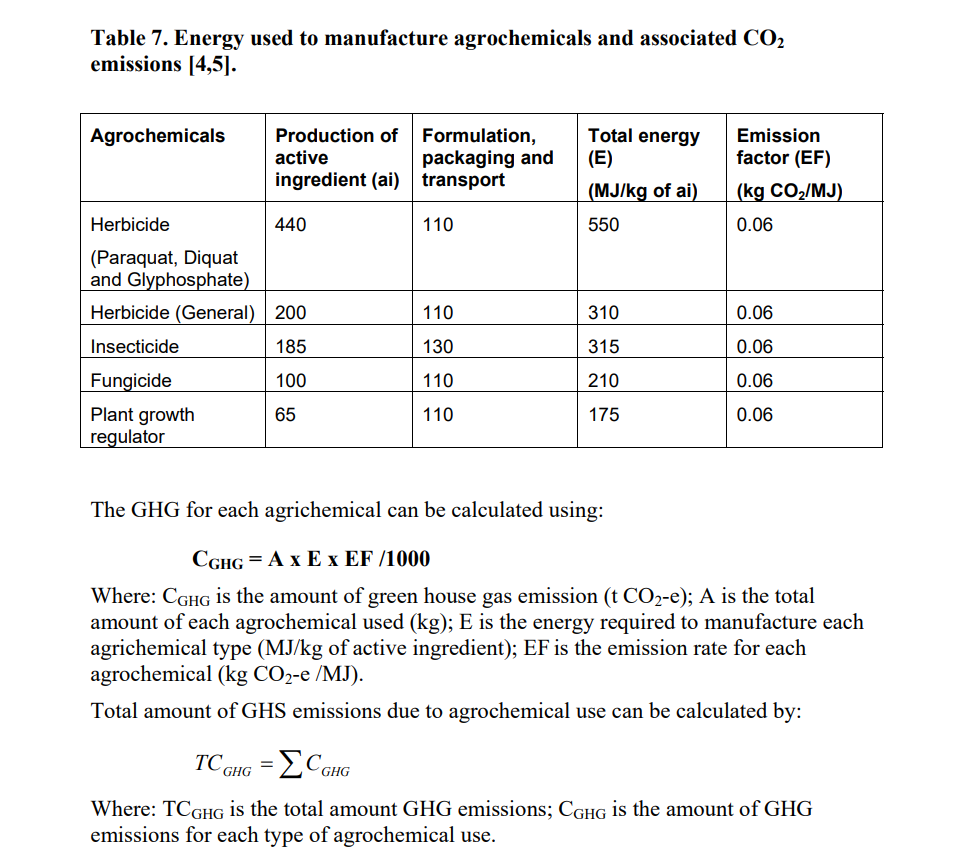 Table 7. Energy used to manufacture agrochemicals and associated CO₂
emissions [4,5].
Agrochemicals
Production of
active
ingredient (ai)
Formulation,
packaging and
transport
Total energy
(E)
(MJ/kg of ai)
Emission
factor (EF)
(kg CO₂/MJ)
Herbicide
(Paraquat, Diquat
and Glyphosphate)
440
110
550
0.06
Herbicide (General)
200
110
310
0.06
Insecticide
185
130
315
0.06
Fungicide
100
110
210
0.06
Plant growth
regulator
65
110
175
0.06
The GHG for each agrichemical can be calculated using:
CGHG = A x E x EF /1000
Where: CGHG is the amount of green house gas emission (t CO₂-e); A is the total
amount of each agrochemical used (kg); E is the energy required to manufacture each
agrichemical type (MJ/kg of active ingredient); EF is the emission rate for each
agrochemical (kg CO₂-e /MJ).
Total amount of GHS emissions due to agrochemical use can be calculated by:
TC GHG = ∑C GHG
Where: TCGHG is the total amount GHG emissions; CGHG is the amount of GHG
emissions for each type of agrochemical use.